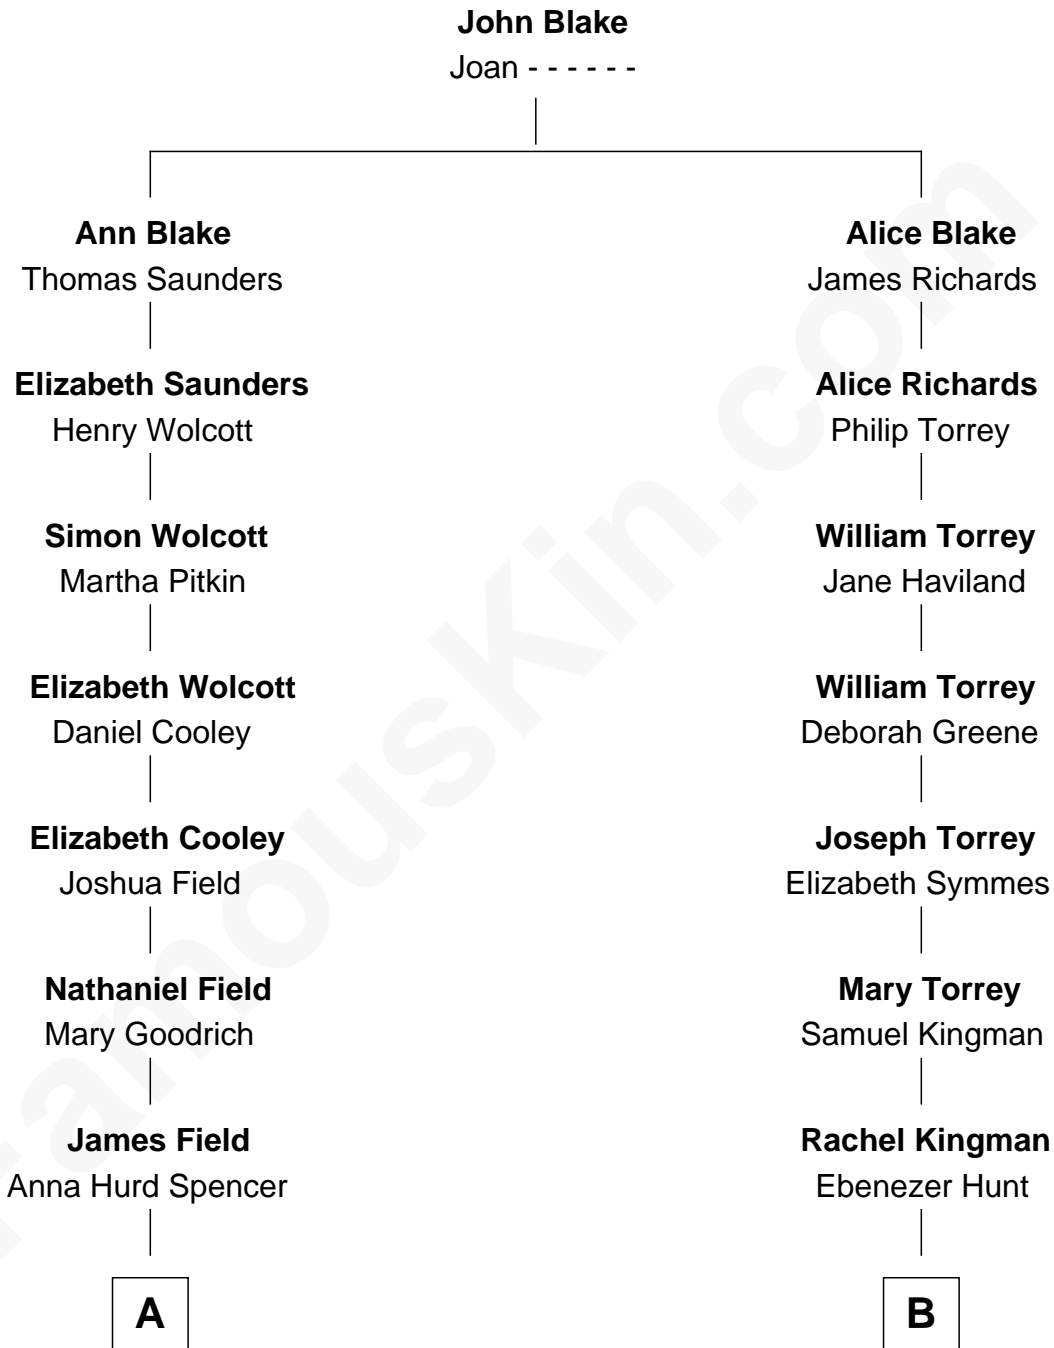 John Blake
Joan - - - - - -
Ann Blake
Thomas Saunders
Alice Blake
James Richards
Elizabeth Saunders
Henry Wolcott
Alice Richards
Philip Torrey
Simon Wolcott
Martha Pitkin
William Torrey
Jane Haviland
Elizabeth Wolcott
Daniel Cooley
William Torrey
Deborah Greene
Elizabeth Cooley
Joshua Field
Joseph Torrey
Elizabeth Symmes
Nathaniel Field
Mary Goodrich
Mary Torrey
Samuel Kingman
James Field
Anna Hurd Spencer
Rachel Kingman
Ebenezer Hunt
A
B
FamousKin.com